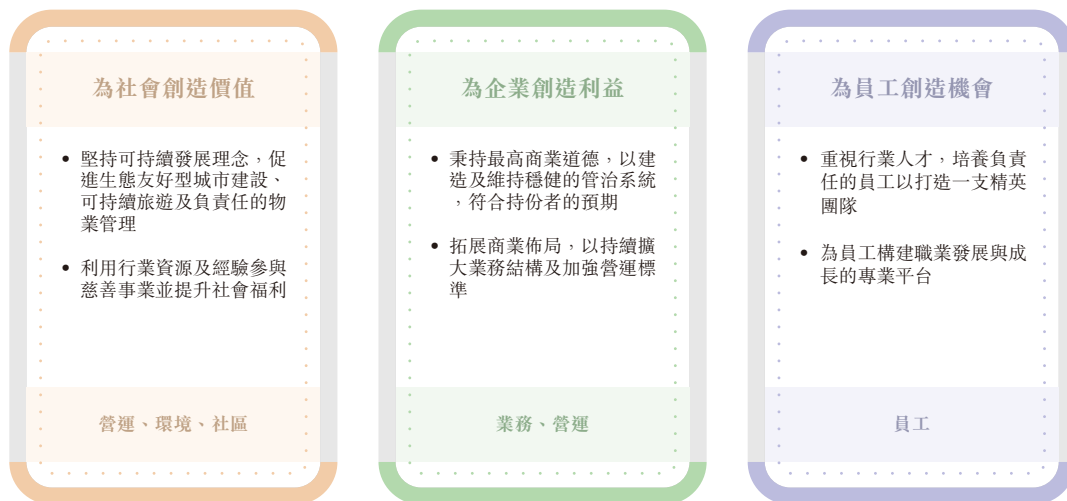 為社會創造價值
• 堅持可持續發展理念，促
進生態友好型城市建設、
可持續旅遊及負責任的物
業管理
• 利用行業資源及經驗參與
慈善事業並提升社會福利
營運、環境、社區
為企業創造利益
• 秉持最高商業道德，以建
造及維持穩健的管治系統
，符合持份者的預期
• 拓展商業佈局，以持續擴
大業務結構及加強營運標
準
業務、營運
為員工創造機會
• 重視行業人才，培養負責
任的員工以打造一支精英
團隊
• 為員工構建職業發展與成
長的專業平台
員工